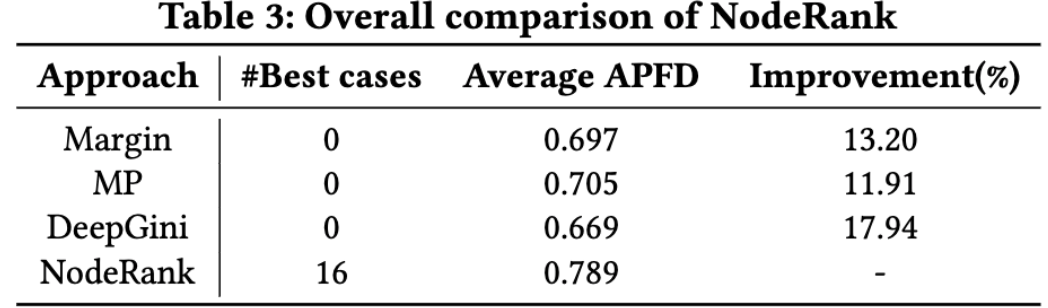 Table 3: Overall comparison of NodeRank
Approach #Best cases Average APFD Improvement(%)
Margin 0 0.697 13.20
MP 0 0.705 11.91
DeepGini 0 0.669 17.94
NodeRank 16 0.789 -